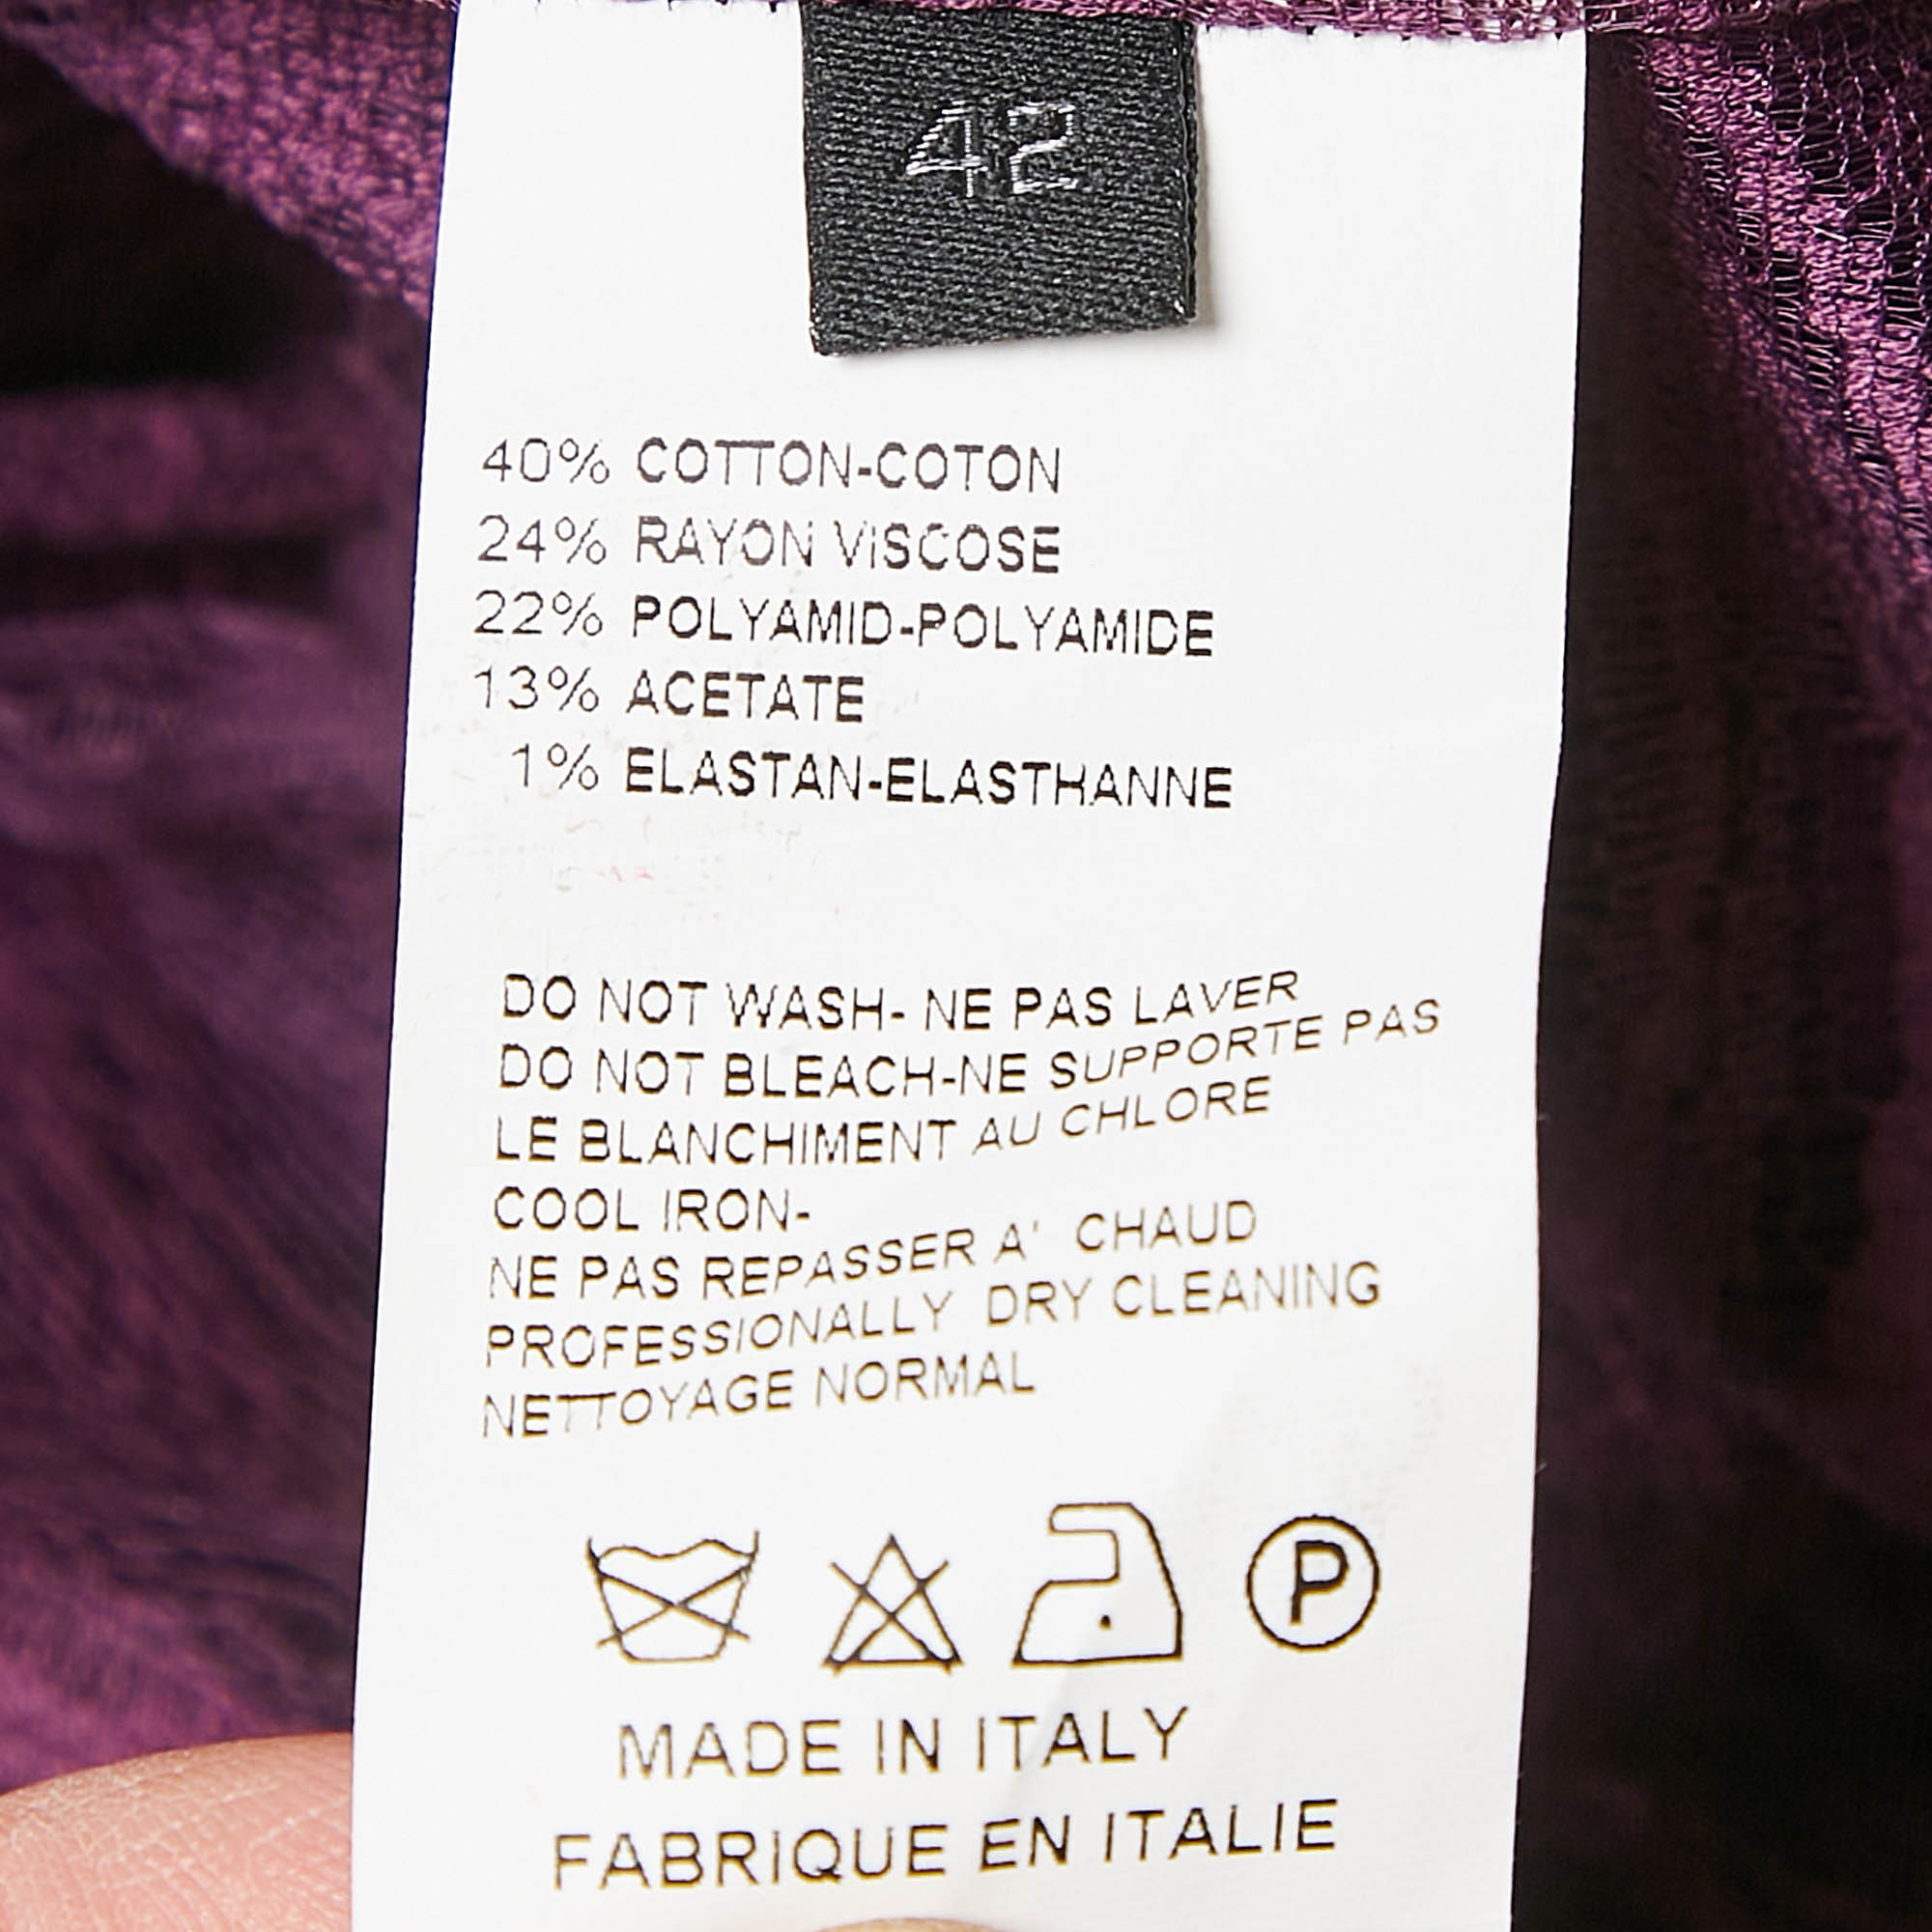 42
40% COTTON-COTON
24% RAYON VISCOSE
22% POLYAMID-POLYAMIDE
13% ACETATE
1% ELASTAN-ELASTHANNE
DO NOT WASH- NE PAS LAVER
DO NOT BLEACH-NE SUPPORTE PAS
LE BLANCHIMENT AU CHLORE
COOL IRON-
NE PAS REPASSER A' CHAUD
PROFESSIONALLY DRY CLEANING
NETTOYAGE NORMAL
P
MADE IN ITALY
FABRIQUE EN ITALIE